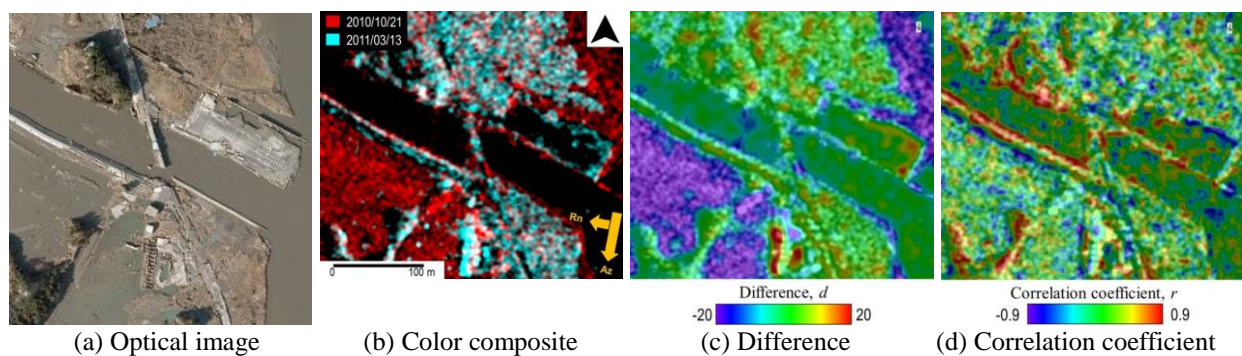 2010/10/21
2011/03/13
Rn
Az
0 100 m
Difference, d
-20 20
Correlation coefficient, r
-0.9 0.9
(a) Optical image (b) Color composite (c) Difference (d) Correlation coefficient